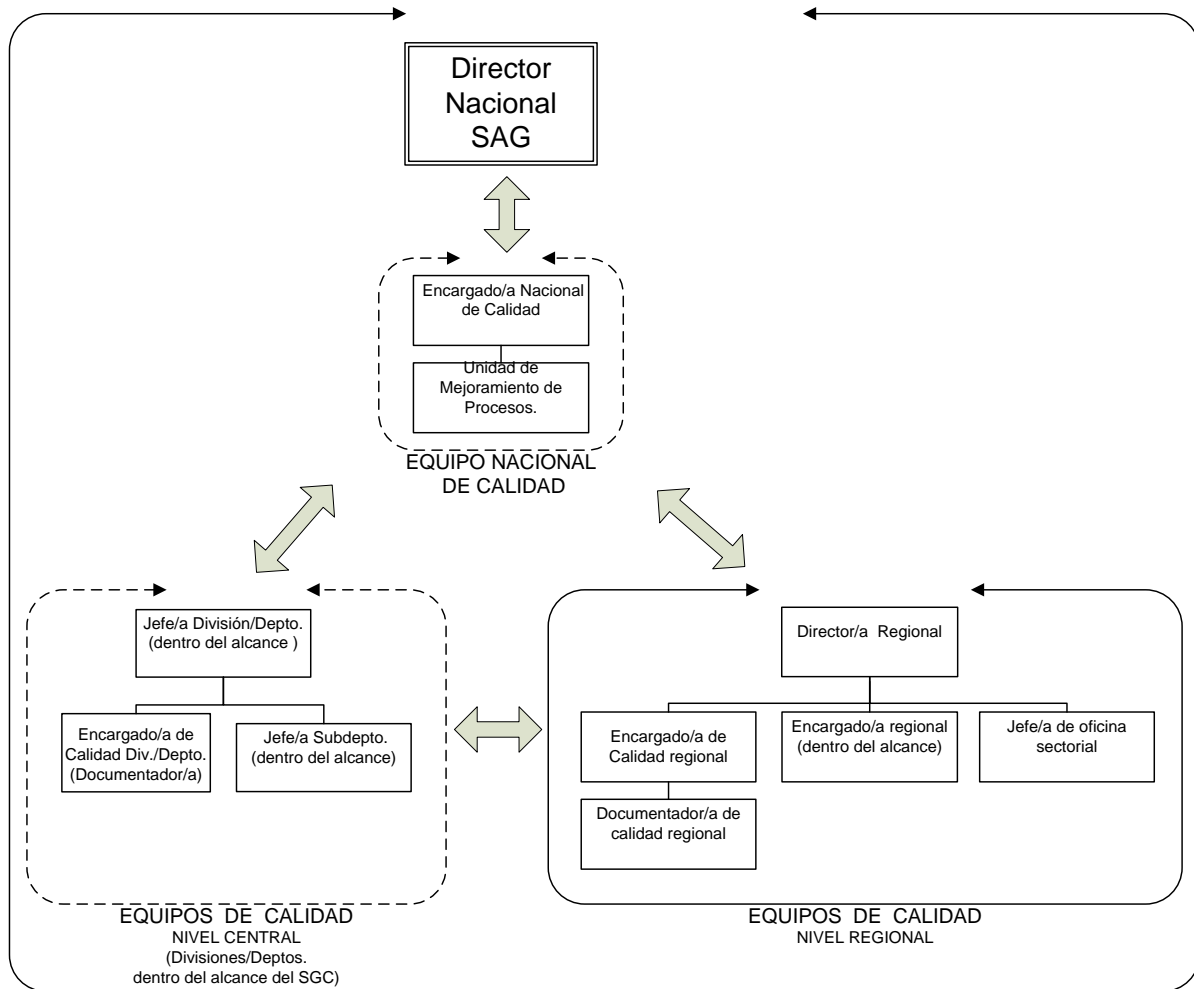 Director
Nacional
SAG
Encargado/a Nacional
de Calidad
Unidad de
Mejoramiento de
Procesos.
EQUIPO NACIONAL
DE CALIDAD
Jefe/a División/Depto.
(dentro del alcance )
Encargado/a de
Calidad Div./Depto.
(Documentador/a)
Jefe/a Subdepto.
(dentro del alcance)
EQUIPOS DE CALIDAD
NIVEL CENTRAL
(Divisiones/Deptos.
dentro del alcance del SGC)
Director/a Regional
Encargado/a de
Calidad regional
Encargado/a regional
(dentro del alcance)
Jefe/a de oficina
sectorial
Documentador/a de
calidad regional
EQUIPOS DE CALIDAD
NIVEL REGIONAL